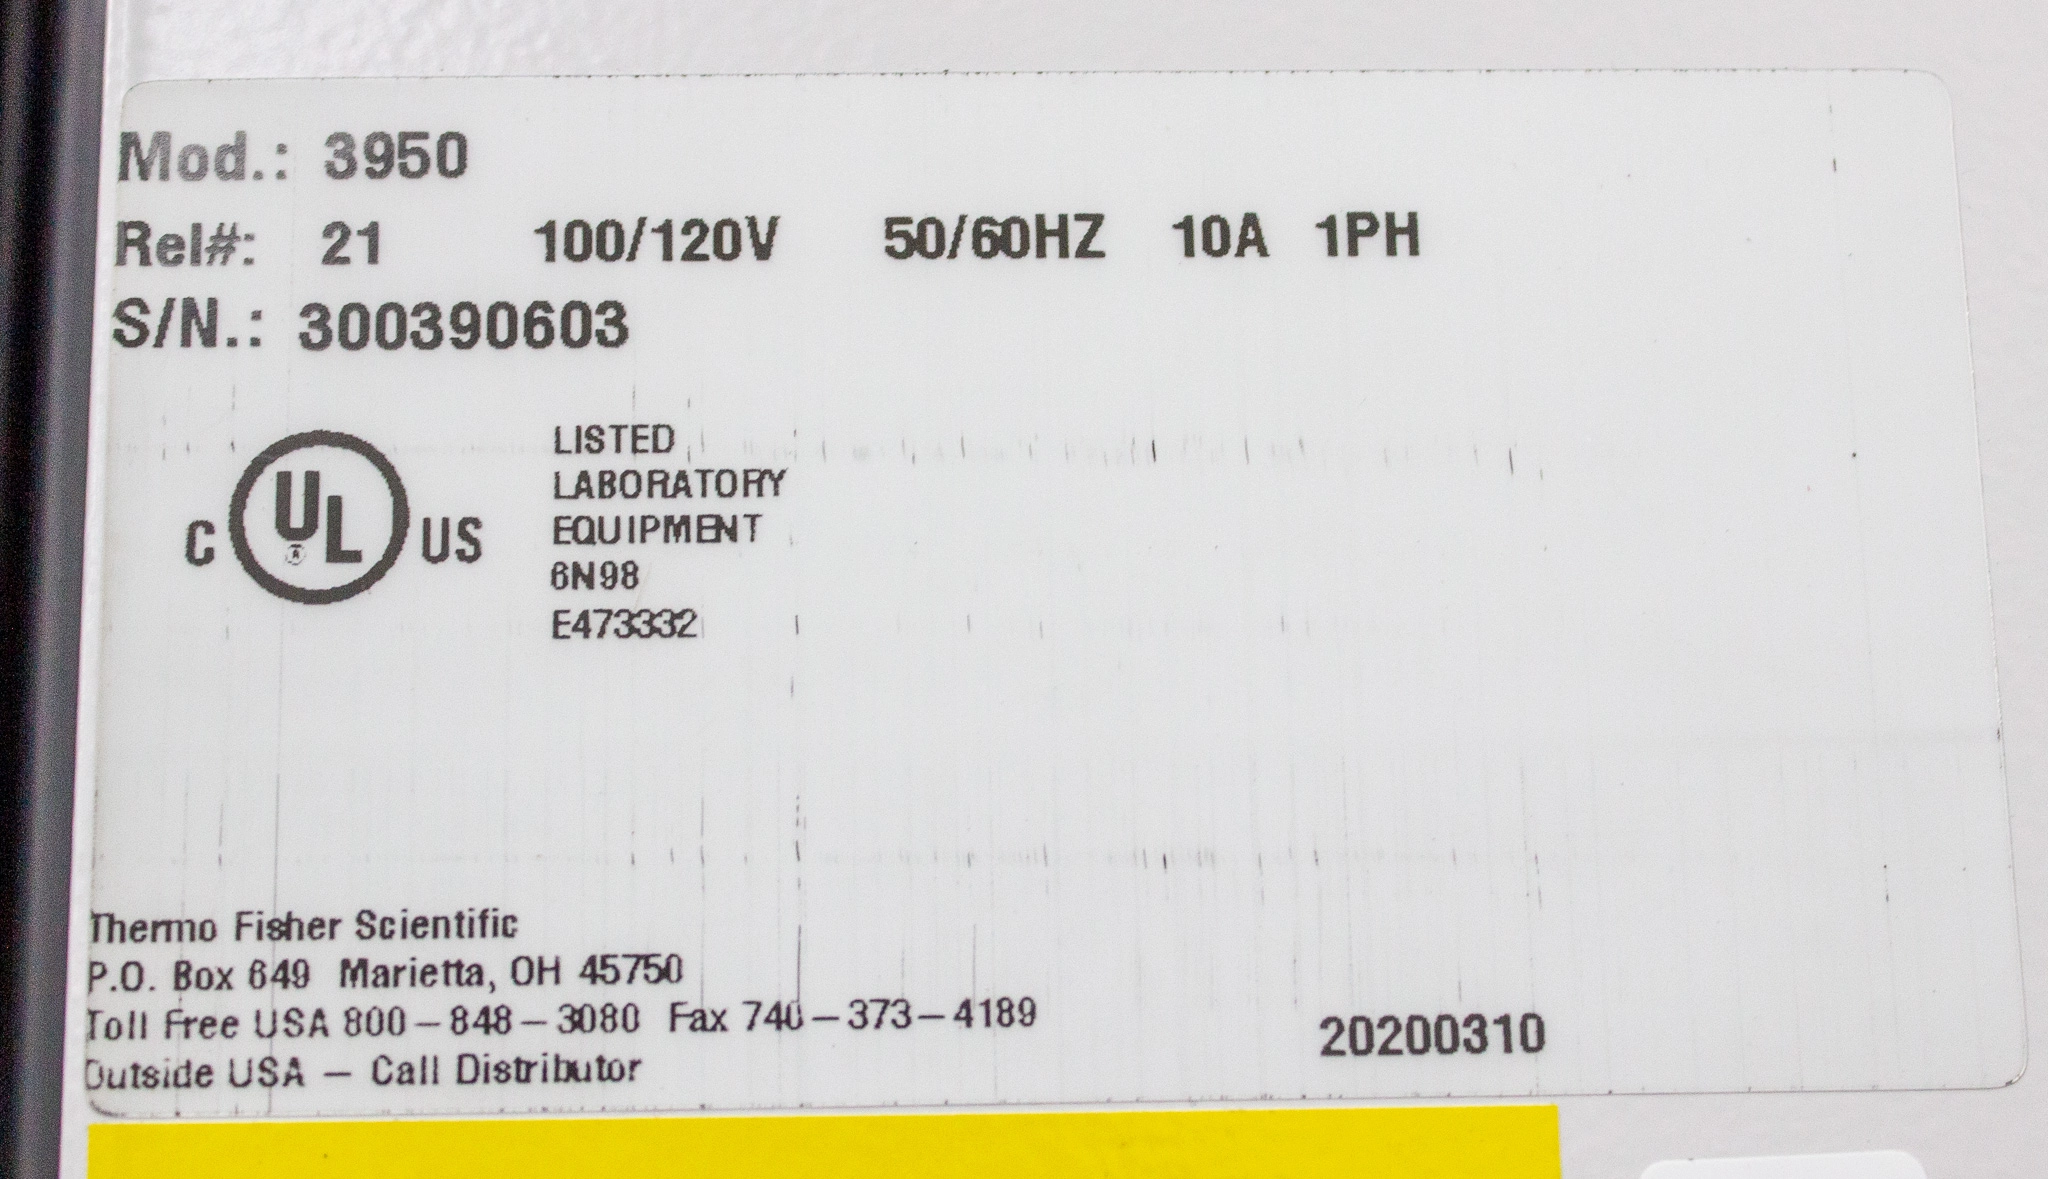 Mod.: 3950
Rel#: 21 100/120V 50/60HZ 10A 1PH
S/N.: 300390603
C UL US
LISTED
LABORATORY
EQUIPMENT
6N98
E473332
Thermo Fisher Scientific
P.O. Box 649 Marietta, OH 45750
Toll Free USA 800-848-3080 Fax 740-373-4189
Outside USA - Call Distributor
20200310